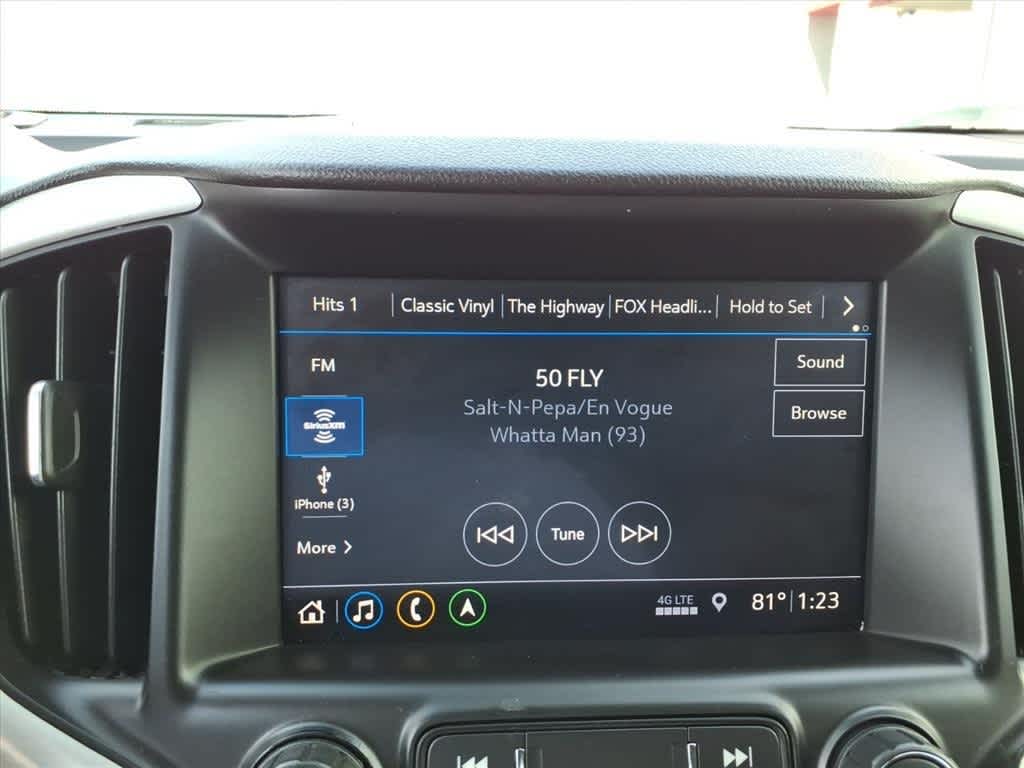 Hits 1 Classic Vinyl The Highway FOX Headli... Hold to Set
FM
50 FLY
Sound
Salt-N-Pepa/En Vogue
Browse
SiriusXM
Whatta Man (93)
iPhone (3)
More
Tune
4G LTE 81° 1:23